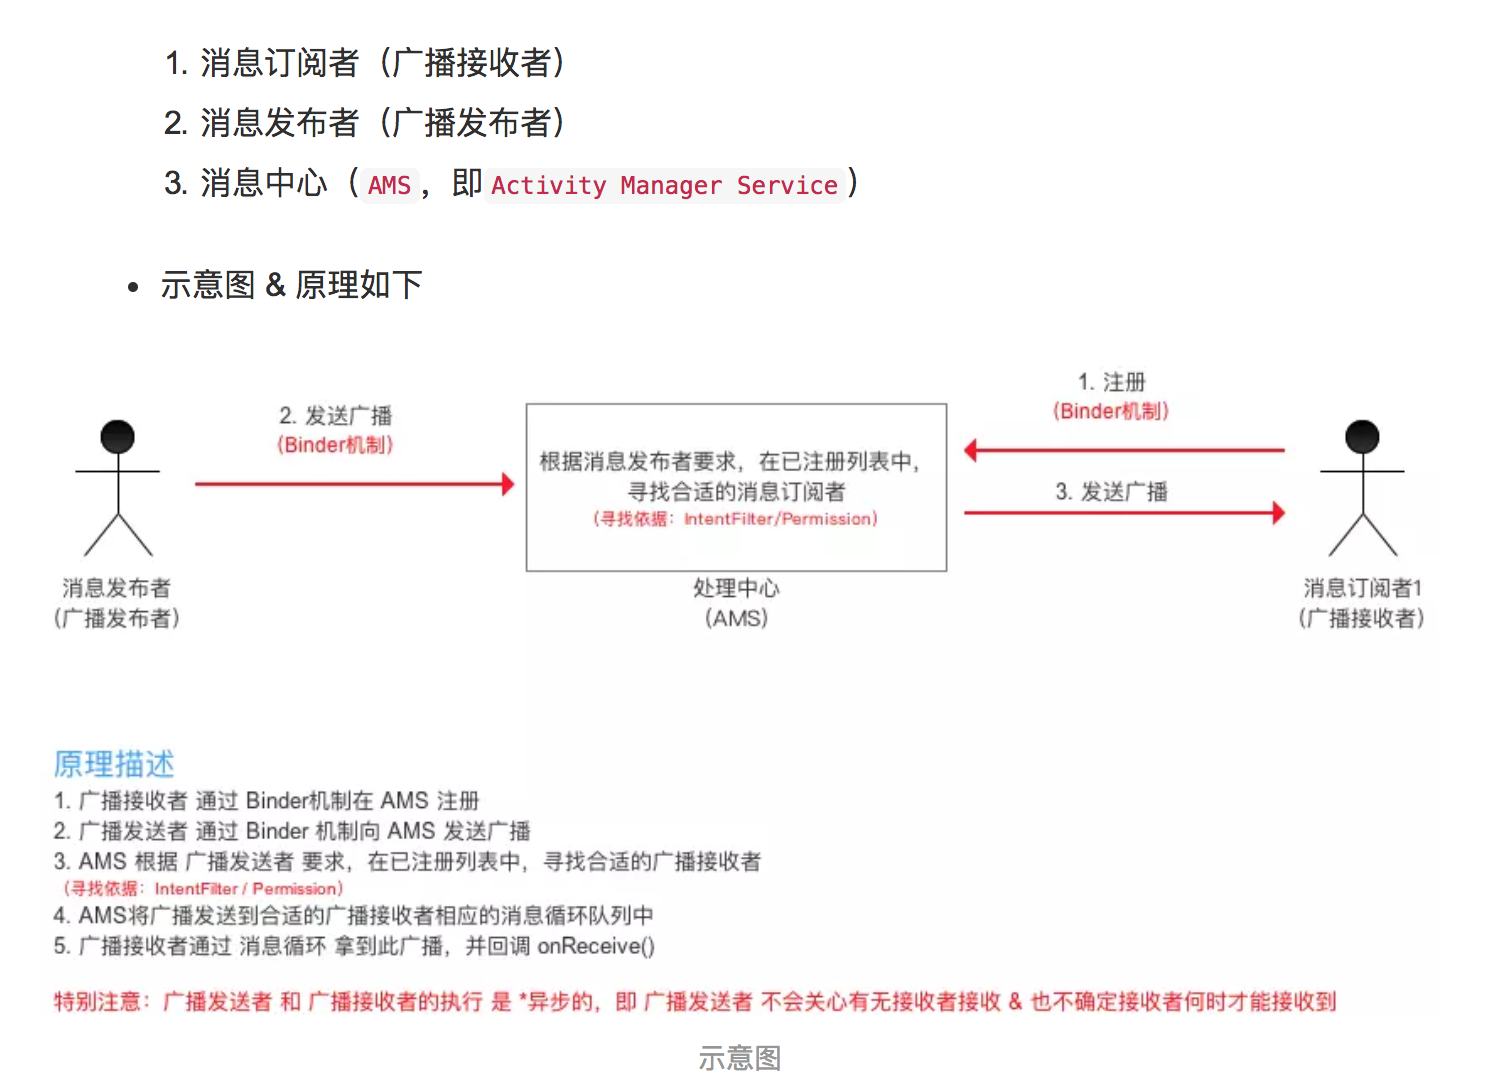 1. 消息订阅者（广播接收者）
2. 消息发布者（广播发布者）
3. 消息中心（AMS，即Activity Manager Service）
• 示意图 & 原理如下
1. 注册
(Binder机制)
2. 发送广播
(Binder机制)
根据消息发布者要求，在已注册列表中，
寻找合适的消息订阅者
（寻找依据：IntentFilter/Permission）
3. 发送广播
消息发布者
（广播发布者）
处理中心
（AMS）
消息订阅者1
（广播接收者）
原理描述
1. 广播接收者 通过 Binder机制在 AMS 注册
2. 广播发送者 通过 Binder 机制向 AMS 发送广播
3. AMS 根据 广播发送者 要求，在已注册列表中，寻找合适的广播接收者
（寻找依据：IntentFilter / Permission）
4. AMS将广播发送到合适的广播接收者相应的消息循环队列中
5. 广播接收者通过 消息循环 拿到此广播，并回调 onReceive()
特别注意：广播发送者 和 广播接收者的执行 是 *异步的，即 广播发送者 不会关心有无接收者接收 & 也不确定接收者何时才能接收到
示意图